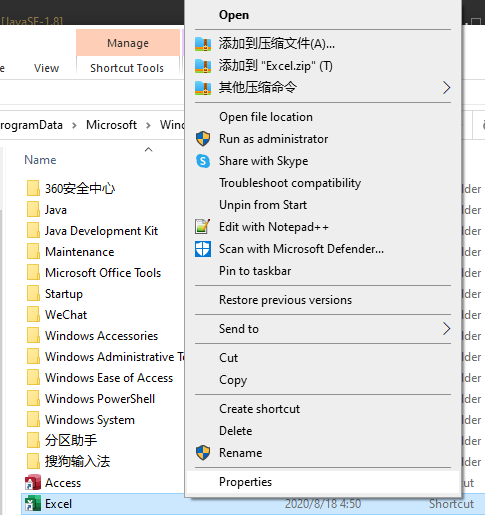 [JavaSE-1.8]
Manage
View
Shortcut Tools
Microsoft
Name
360安全中心
Java
Java Development Kit
Maintenance
Microsoft Office Tools
Startup
WeChat
Windows Accessories
Windows Administrative
Windows Ease of Access
Windows PowerShell
Windows System
分区助手
搜狗输入法
Access
Excel
2020/8/18 4:50
Shortcut
Shortcut
Open
添加到压缩文件(A)...
添加到 "Excel.zip" (T)
其他压缩命令
Open file location
Run as administrator
Share with Skype
Troubleshoot compatibility
Unpin from Start
Edit with Notepad++
Scan with Microsoft Defender...
Pin to taskbar
Restore previous versions
Send to
Cut
Copy
Create shortcut
Delete
Rename
Properties